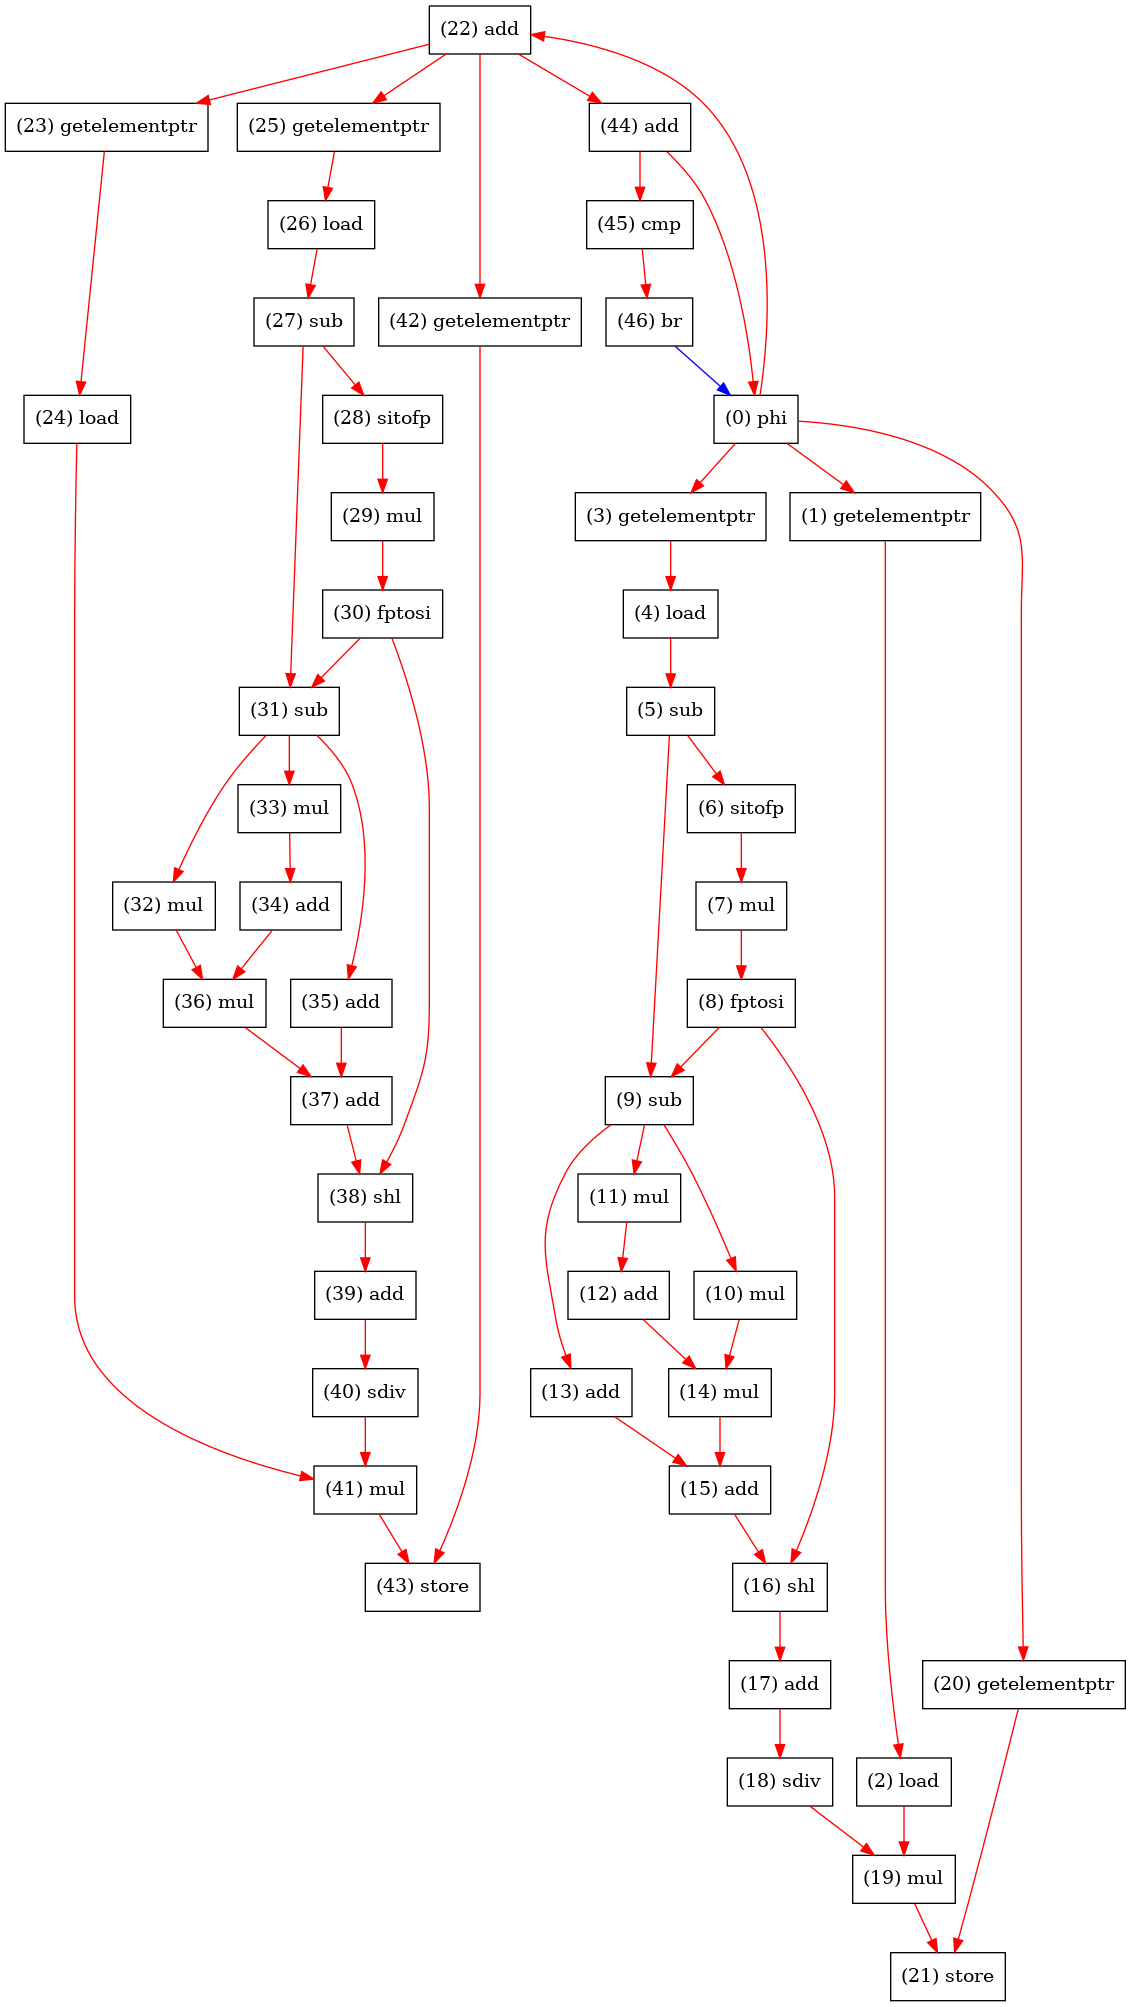 (22) add
(23) getelementptr
(25) getelementptr
(44) add
(26) load
(45) cmp
(27) sub
(42) getelementptr
(46) br
(24) load
(28) sitofp
(0) phi
(29) mul
(3) getelementptr
(1) getelementptr
(30) fptosi
(4) load
(31) sub
(5) sub
(33) mul
(6) sitofp
(32) mul
(34) add
(7) mul
(36) mul
(35) add
(8) fptosi
(37) add
(9) sub
(38) shl
(11) mul
(39) add
(12) add
(10) mul
(40) sdiv
(13) add
(14) mul
(41) mul
(15) add
(43) store
(16) shl
(17) add
(20) getelementptr
(18) sdiv
(2) load
(19) mul
(21) store